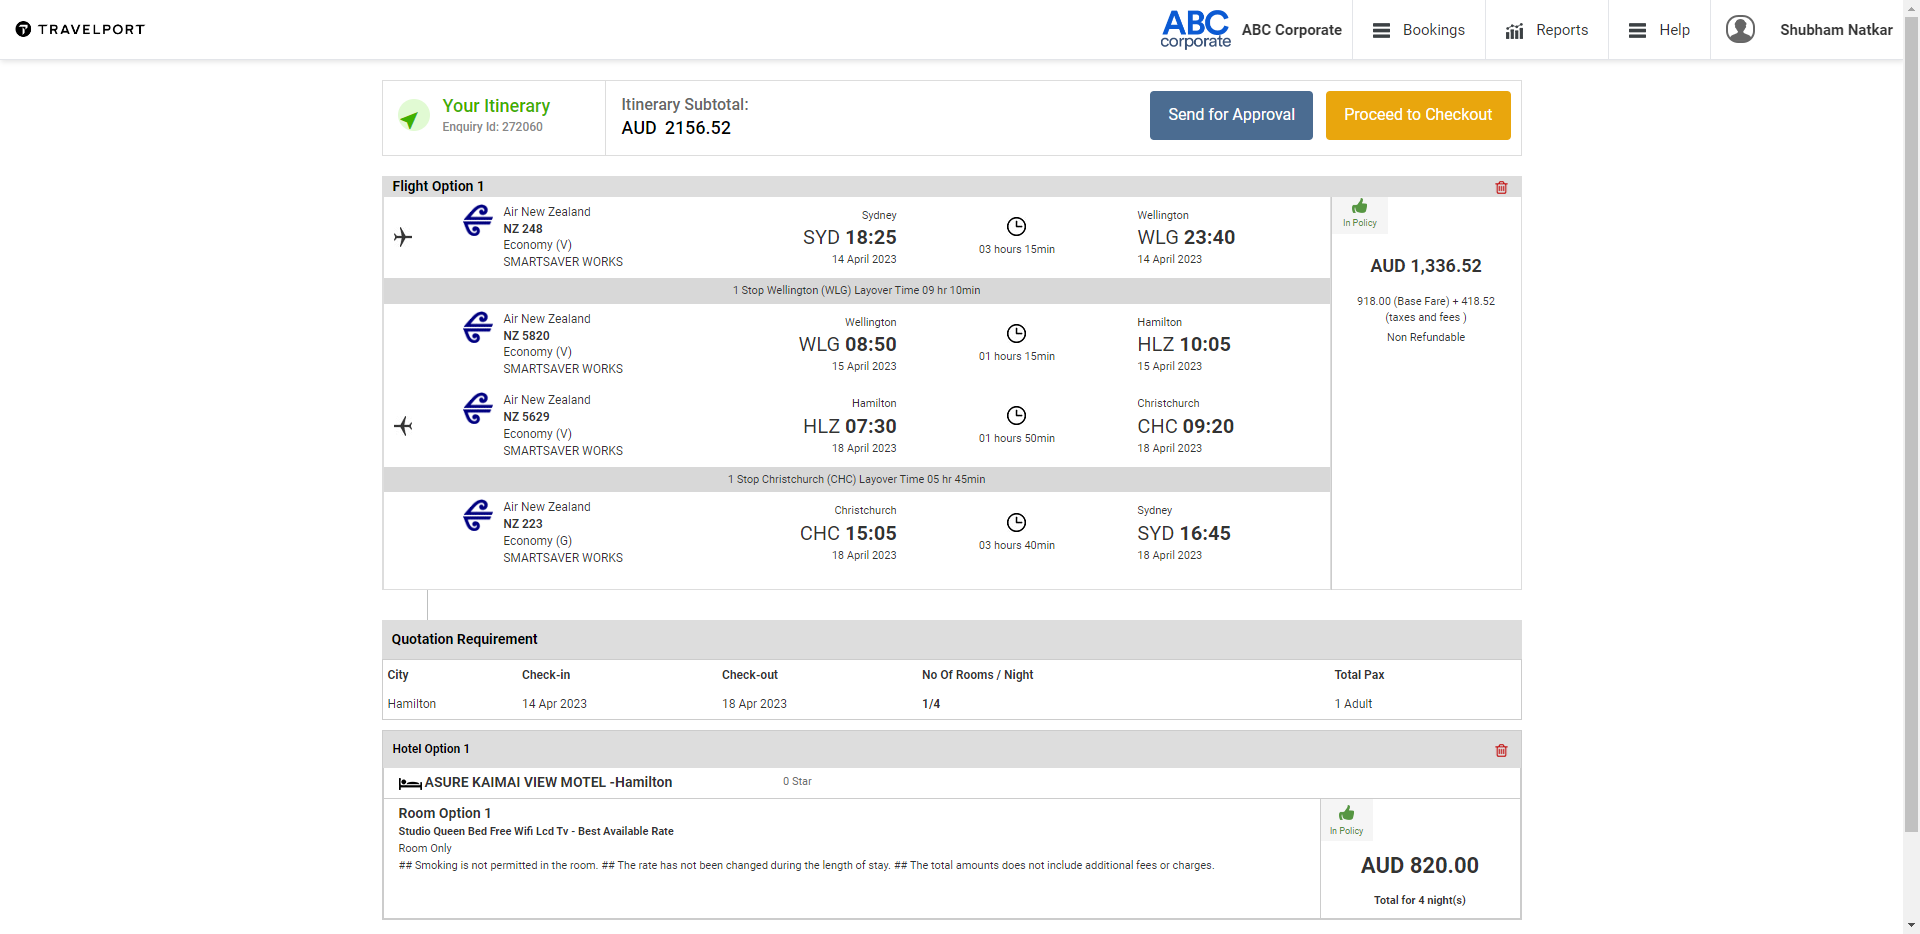 TRAVELPORT
ABC corporate
ABC Corporate
Bookings
Reports
Help
Shubham Natkar
Your Itinerary
Enquiry Id: 272060
Itinerary Subtotal:
AUD 2156.52
Send for Approval
Proceed to Checkout
Flight Option 1
Air New Zealand
NZ 248
Economy (V)
SMARTSAVER WORKS
Sydney
SYD 18:25
14 April 2023
03 hours 15min
Wellington
WLG 23:40
14 April 2023
In Policy
AUD 1,336.52
918.00 (Base Fare) + 418.52
(taxes and fees )
Non Refundable
1 Stop Wellington (WLG) Layover Time 09 hr 10min
Air New Zealand
NZ 5820
Economy (V)
SMARTSAVER WORKS
Wellington
WLG 08:50
15 April 2023
01 hours 15min
Hamilton
HLZ 10:05
15 April 2023
Air New Zealand
NZ 5629
Economy (V)
SMARTSAVER WORKS
Hamilton
HLZ 07:30
18 April 2023
01 hours 50min
Christchurch
CHC 09:20
18 April 2023
1 Stop Christchurch (CHC) Layover Time 05 hr 45min
Air New Zealand
NZ 223
Economy (G)
SMARTSAVER WORKS
Christchurch
CHC 15:05
18 April 2023
03 hours 40min
Sydney
SYD 16:45
18 April 2023
Quotation Requirement
City Check-in Check-out No Of Rooms / Night Total Pax
Hamilton 14 Apr 2023 18 Apr 2023 1/4 1 Adult
Hotel Option 1
ASURE KAIMAI VIEW MOTEL -Hamilton 0 Star
Room Option 1
Studio Queen Bed Free Wifi Lcd Tv - Best Available Rate
Room Only
## Smoking is not permitted in the room. ## The rate has not been changed during the length of stay. ## The total amounts does not include additional fees or charges.
In Policy
AUD 820.00
Total for 4 night(s)